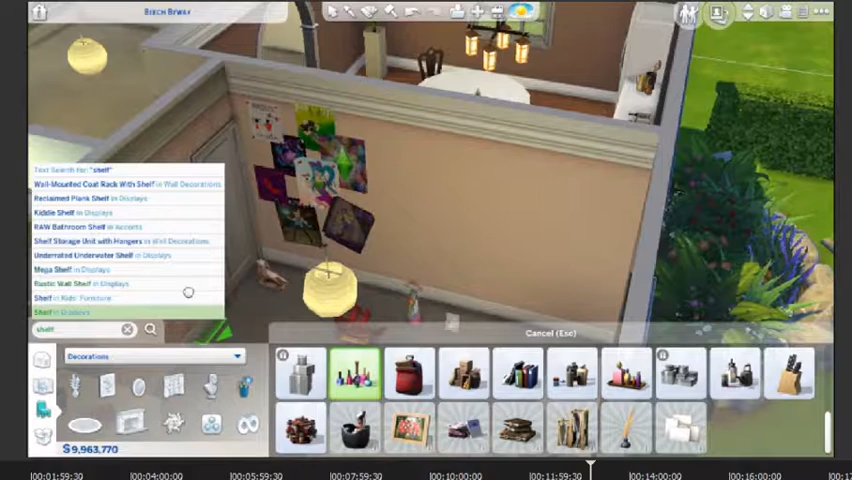 BEECH BYWAY
Text Search for: "shelf"
Wall-Mounted Coat Rack With Shelf in Wall Decorations
Reclaimed Plank Shelf in Displays
Kiddie Shelf in Displays
RAW Bathroom Shelf in Accents
Shelf Storage Unit with Hangers in Wall Decorations
Underrated Underwater Shelf in Displays
Mega Shelf in Displays
Rustic Wall Shelf in Displays
Shelf in Kids' Furniture
Shelf in Displays
shelf
Cancel (Esc)
Decorations
§9,963,770
00:01:59:30 00:04:00:00 00:05:59:30 00:07:59:30 00:10:00:00 00:11:59:30 00:14:00:00 00:16:00:00